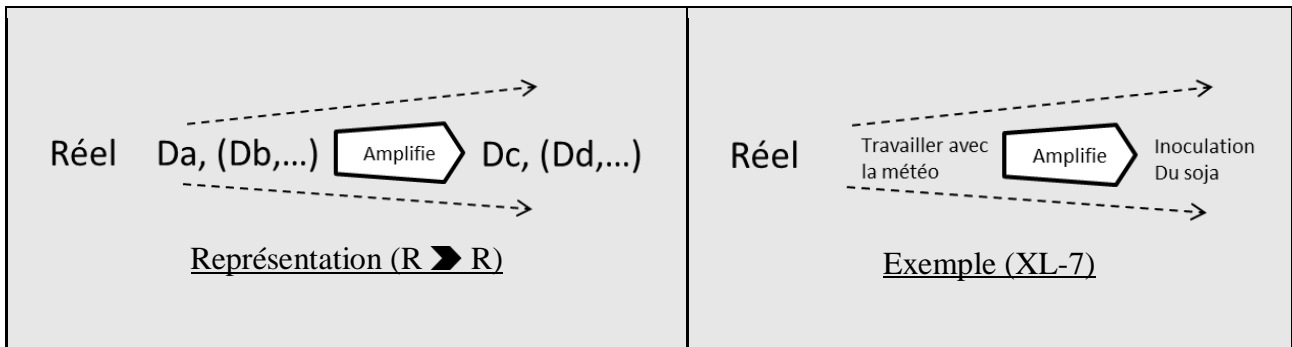 Réel Da, (Db,...) Amplifie Dc, (Dd,...)
Représentation (R ➤ R)
Réel Travailler avec la météo Amplifie Inoculation Du soja
Exemple (XL-7)